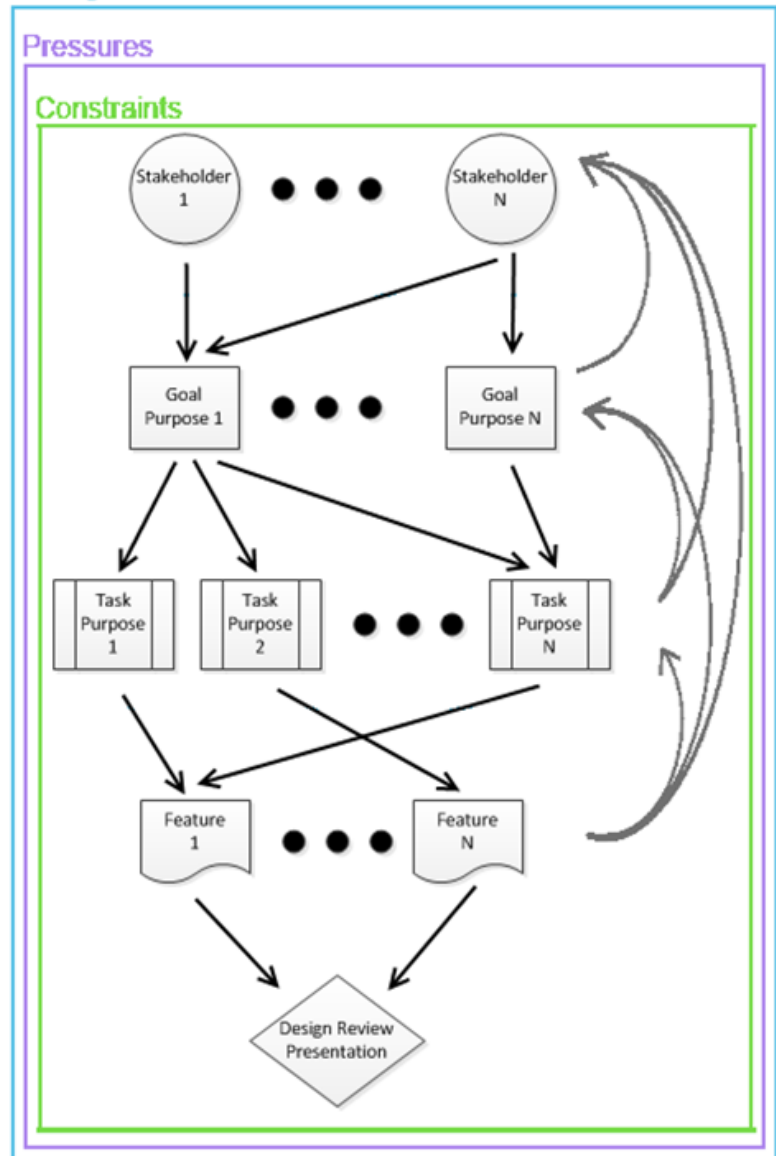 Pressures
Constraints
Stakeholder
1
Stakeholder
N
Goal
Purpose 1
Goal
Purpose N
Task
Purpose
1
Task
Purpose
2
Task
Purpose
N
Feature
1
Feature
N
Design Review
Presentation